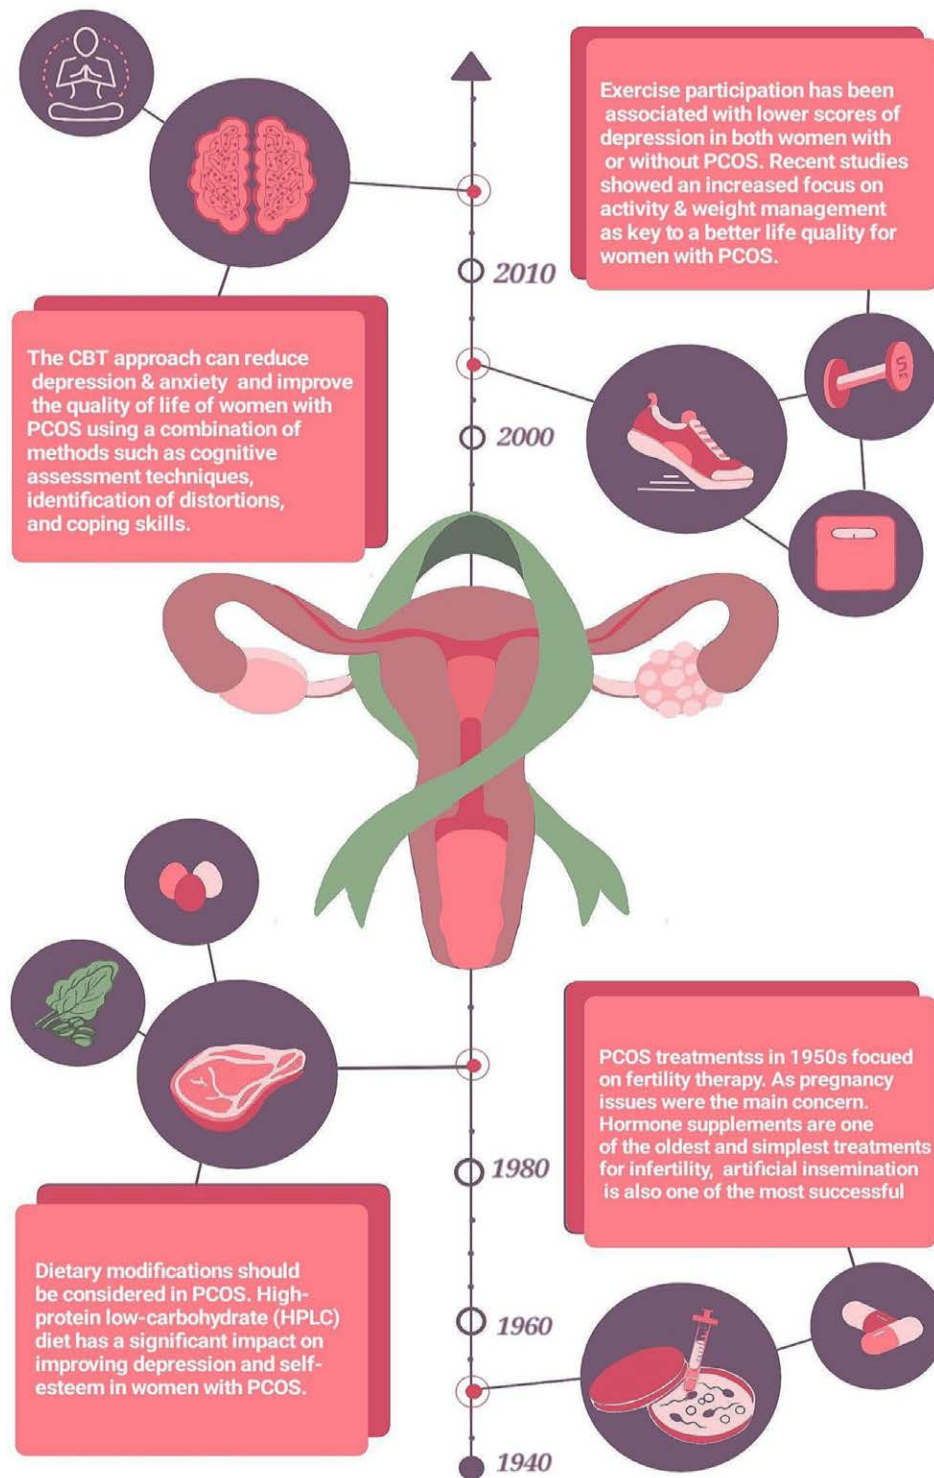 Exercise participation has been
associated with lower scores of
depression in both women with
or without PCOS. Recent studies
showed an increased focus on
activity & weight management
as key to a better life quality for
women with PCOS.
2010
The CBT approach can reduce
depression & anxiety and improve
the quality of life of women with
PCOS using a combination of
methods such as cognitive
assessment techniques,
identification of distortions,
and coping skills.
2000
PCOS treatmentss in 1950s focued
on fertility therapy. As pregnancy
issues were the main concern.
Hormone supplements are one
of the oldest and simplest treatments
for infertility, artificial insemination
is also one of the most successful
1980
Dietary modifications should
be considered in PCOS. High-
protein low-carbohydrate (HPLC)
diet has a significant impact on
improving depression and self-
esteem in women with PCOS.
1960
1940